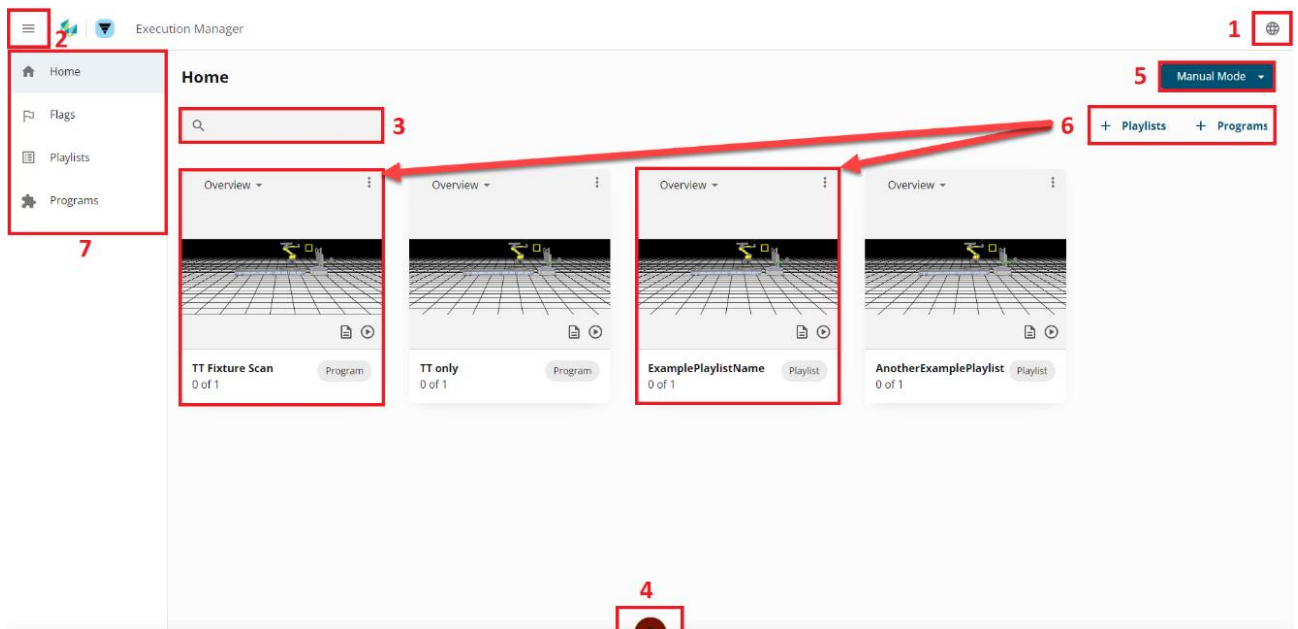 Execution Manager
1
2
Home
Flags
Playlists
Programs
7
Home
5
Manual Mode
3
6
+ Playlists
+ Programs
Overview
Overview
Overview
Overview
TT Fixture Scan
Program
0 of 1
TT only
Program
0 of 1
ExamplePlaylistName
Playlist
0 of 1
AnotherExamplePlaylist
Playlist
0 of 1
4